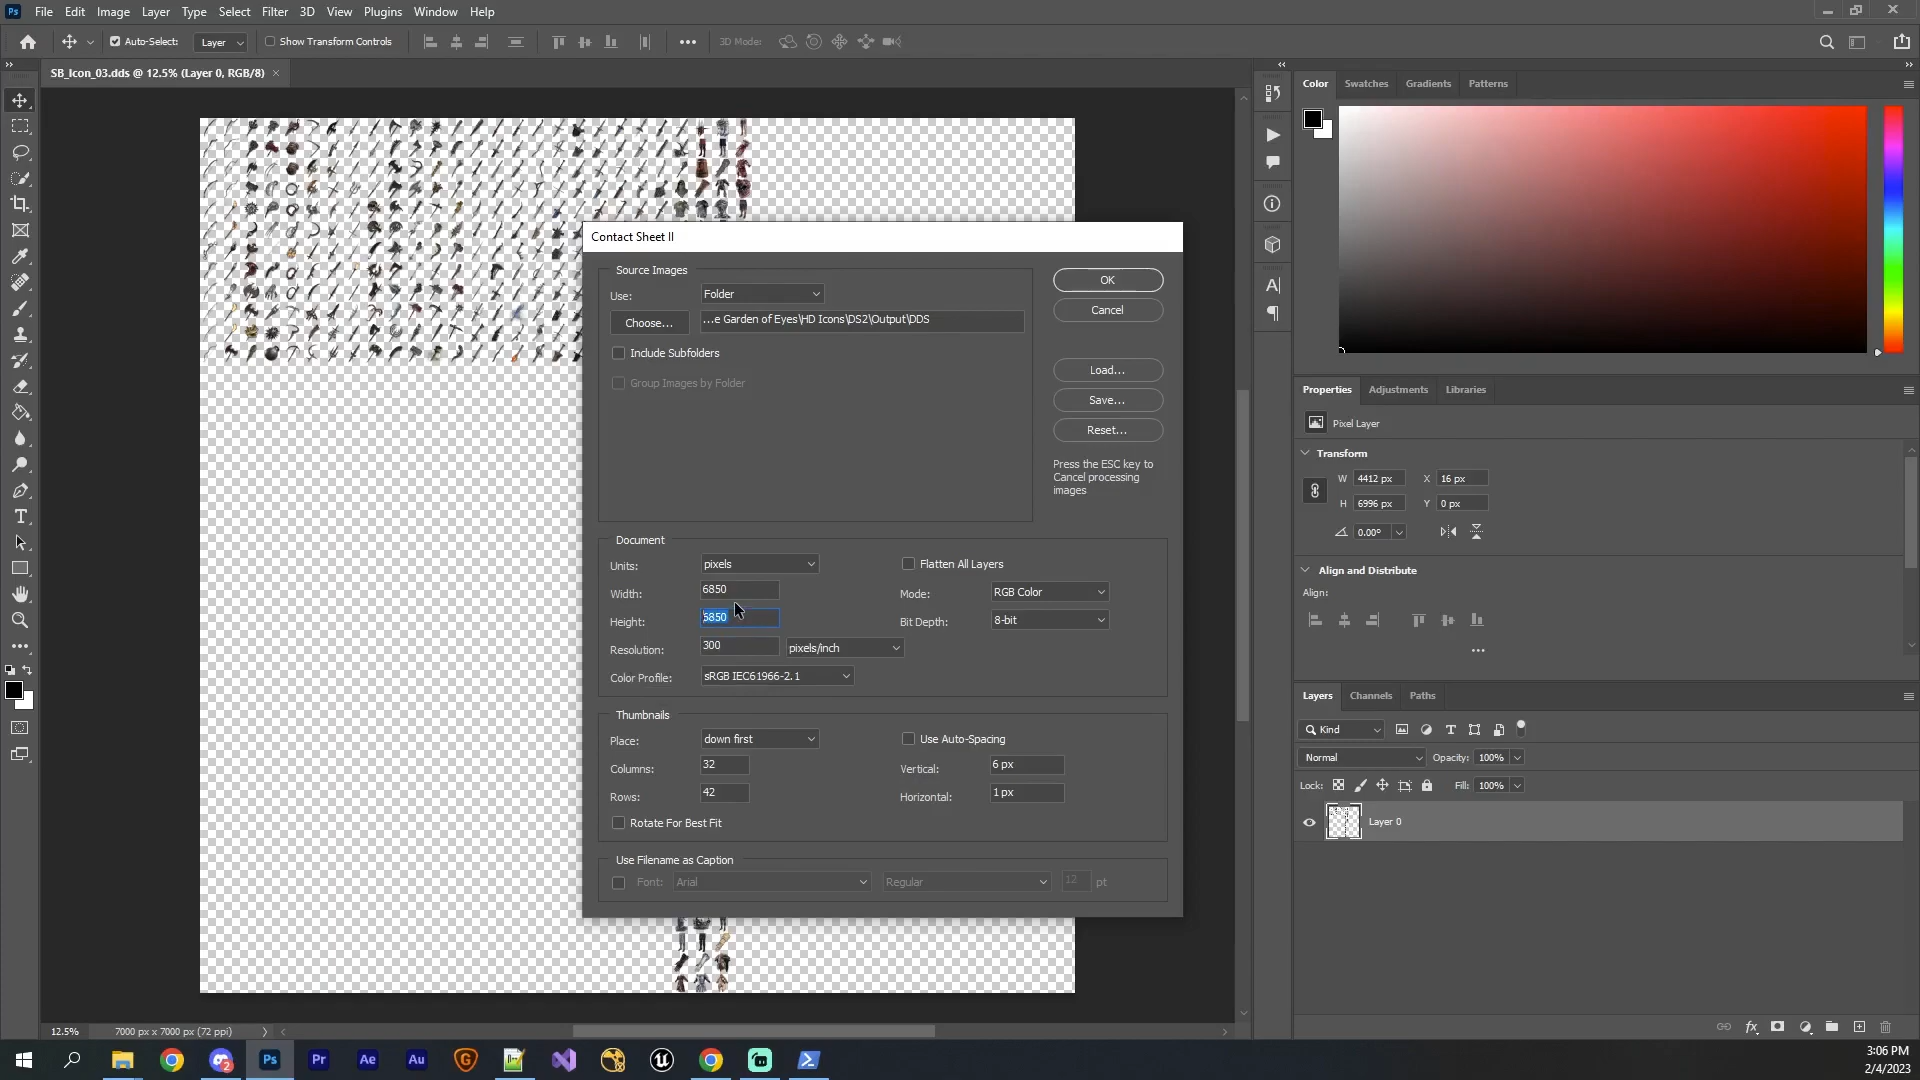 Ps File Edit Image Layer Type Select Filter 3D View Plugins Window Help
Auto-Select: Layer Show Transform Controls 3D Mode:
SB_Icon_03.dds @ 12.5% (Layer 0, RGB/8)
Color Swatches Gradients Patterns
Contact Sheet II
Source Images
Use: Folder
Choose... ...e Garden of Eyes\HD Icons\DS2\Output\DDS
Include Subfolders
Group Images by Folder
OK
Cancel
Load...
Save...
Reset...
Press the ESC key to
Cancel processing
images
Document
Units: pixels
Flatten All Layers
Width: 6850
Mode: RGB Color
Height: 6850
Bit Depth: 8-bit
Resolution: 300 pixels/inch
Color Profile: sRGB IEC61966-2.1
Thumbnails
Place: down first
Use Auto-Spacing
Columns: 32
Vertical: 6 px
Rows: 42
Horizontal: 1 px
Rotate For Best Fit
Use Filename as Caption
Font: Arial Regular 12 pt
Properties Adjustments Libraries
Pixel Layer
Transform
W 4412 px X 16 px
H 6996 px Y 0 px
0.00°
Align and Distribute
Align:
Layers Channels Paths
Kind
Normal Opacity: 100%
Lock: Fill: 100%
Layer 0
12.5% 7000 px x 7000 px (72 ppi)
2 Ps Pr Ae Au
3:06 PM
2/4/2023